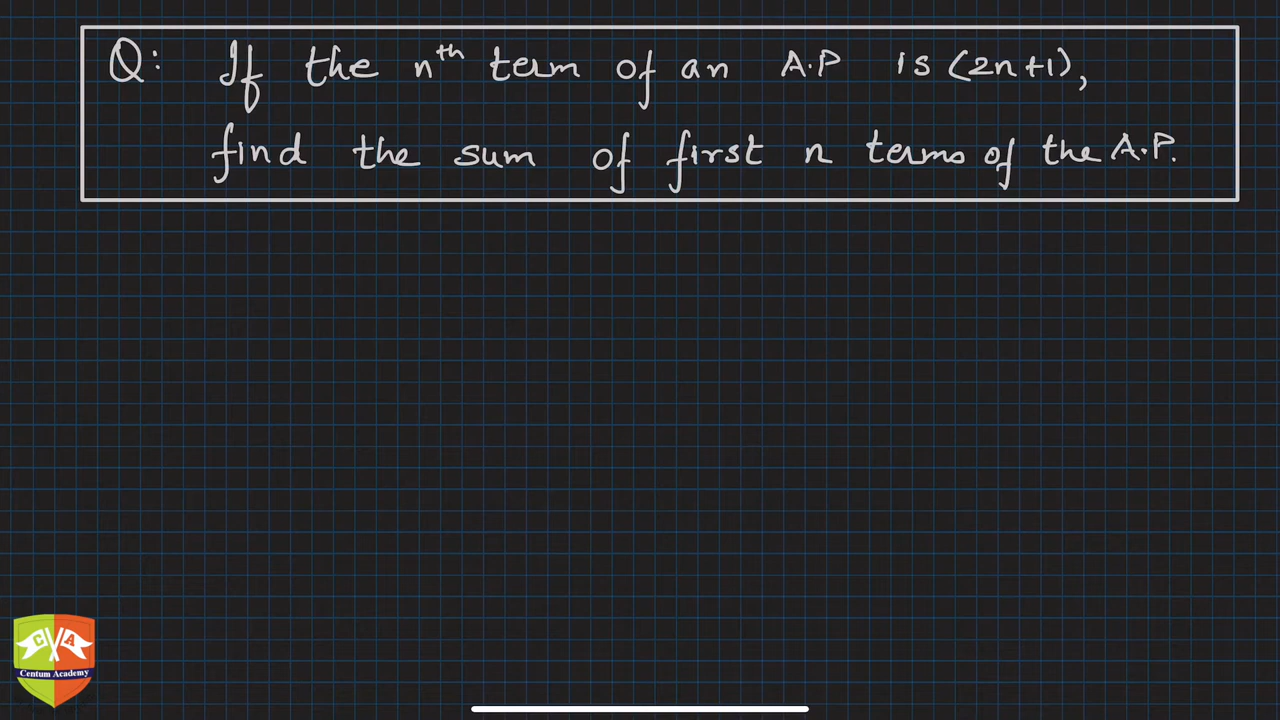 Q: If the nth term of an A.P is (2n+1),
find the sum of first n terms of the A.P.
C A
Centum Academy